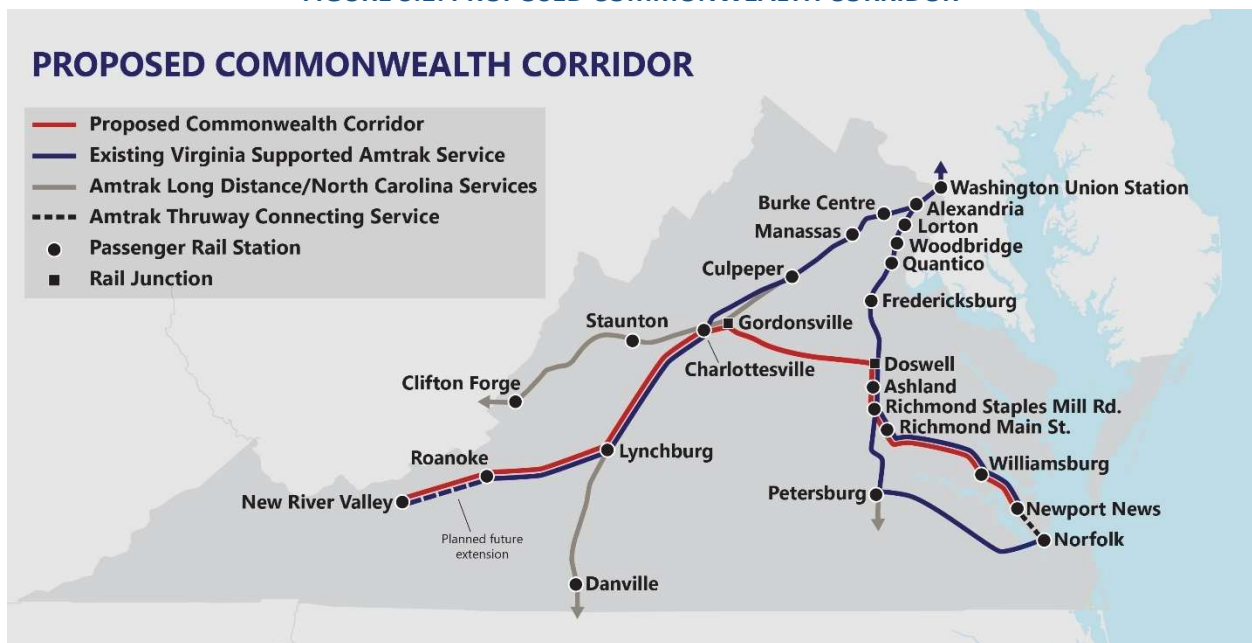 PROPOSED COMMONWEALTH CORRIDOR
Proposed Commonwealth Corridor
Existing Virginia Supported Amtrak Service
Amtrak Long Distance/North Carolina Services
Amtrak Thruway Connecting Service
Passenger Rail Station
Rail Junction
Washington Union Station
Burke Centre
Alexandria
Manassas
Lorton
Woodbridge
Culpeper
Quantico
Fredericksburg
Staunton
Gordonsville
Charlottesville
Doswell
Clifton Forge
Ashland
Richmond Staples Mill Rd.
Richmond Main St.
Roanoke
Lynchburg
Williamsburg
New River Valley
Petersburg
Newport News
Planned future
extension
Norfolk
Danville